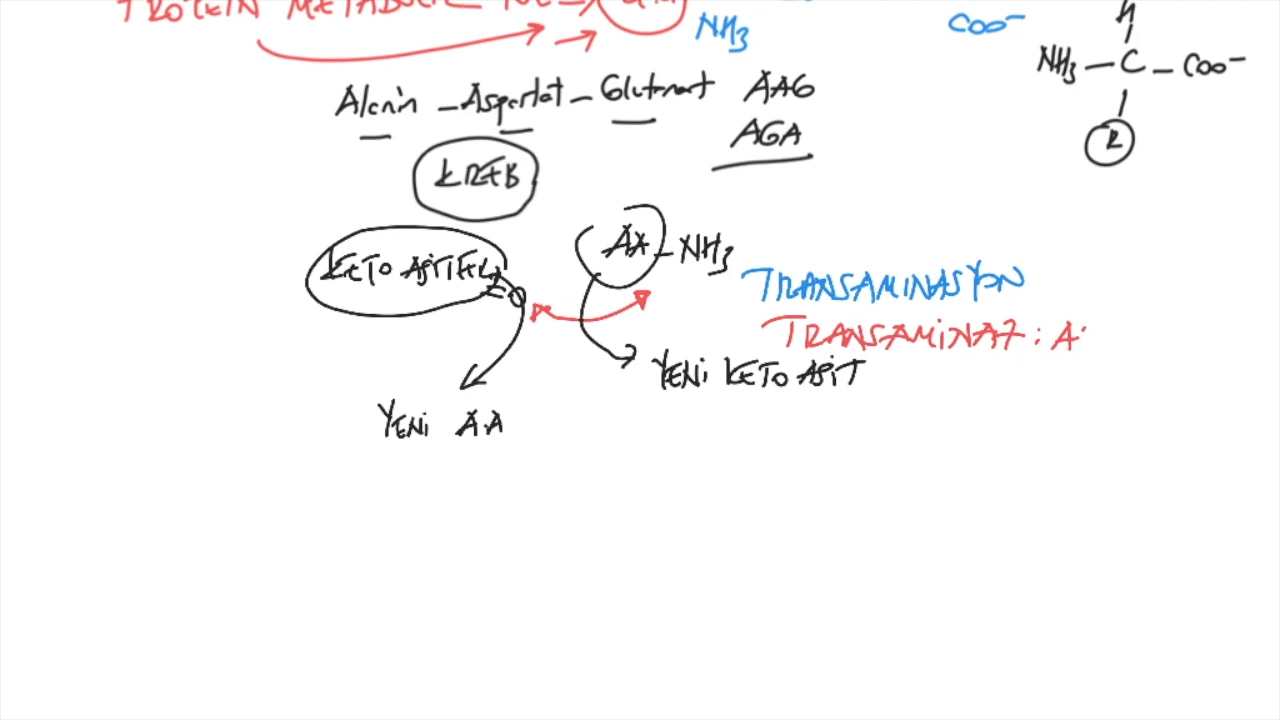 METABOLİ
NH3
COO-
H
NH3 - C - COO-
R
Alanin - Aspartat - Glutamat AAG
AGA
KREB
KETO ASİTLER
=O
AA - NH3
TRANSAMİNASYON
TRANSAMİNAZ: A
YENİ KETO ASİT
YENİ AA